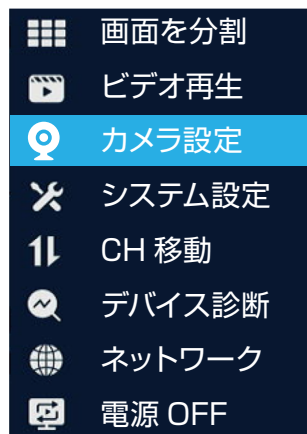 画面を分割
ビデオ再生
カメラ設定
システム設定
CH 移動
デバイス診断
ネットワーク
電源 OFF